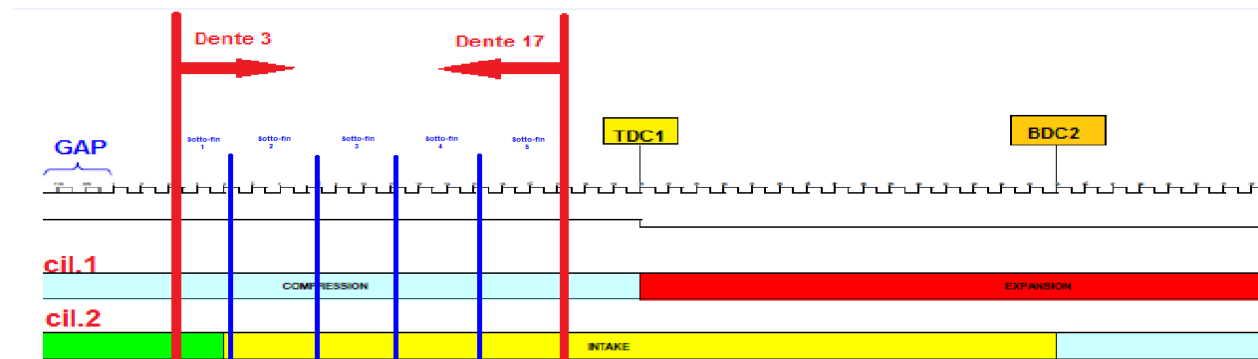 Dente 3
Dente 17
TDC1
BDC2
GAP
Sotto-fin
1
Sotto-fin
2
Sotto-fin
3
Sotto-fin
4
Sotto-fin
5
cil.1
COMPRESSION
EXPANSION
cil.2
INTAKE